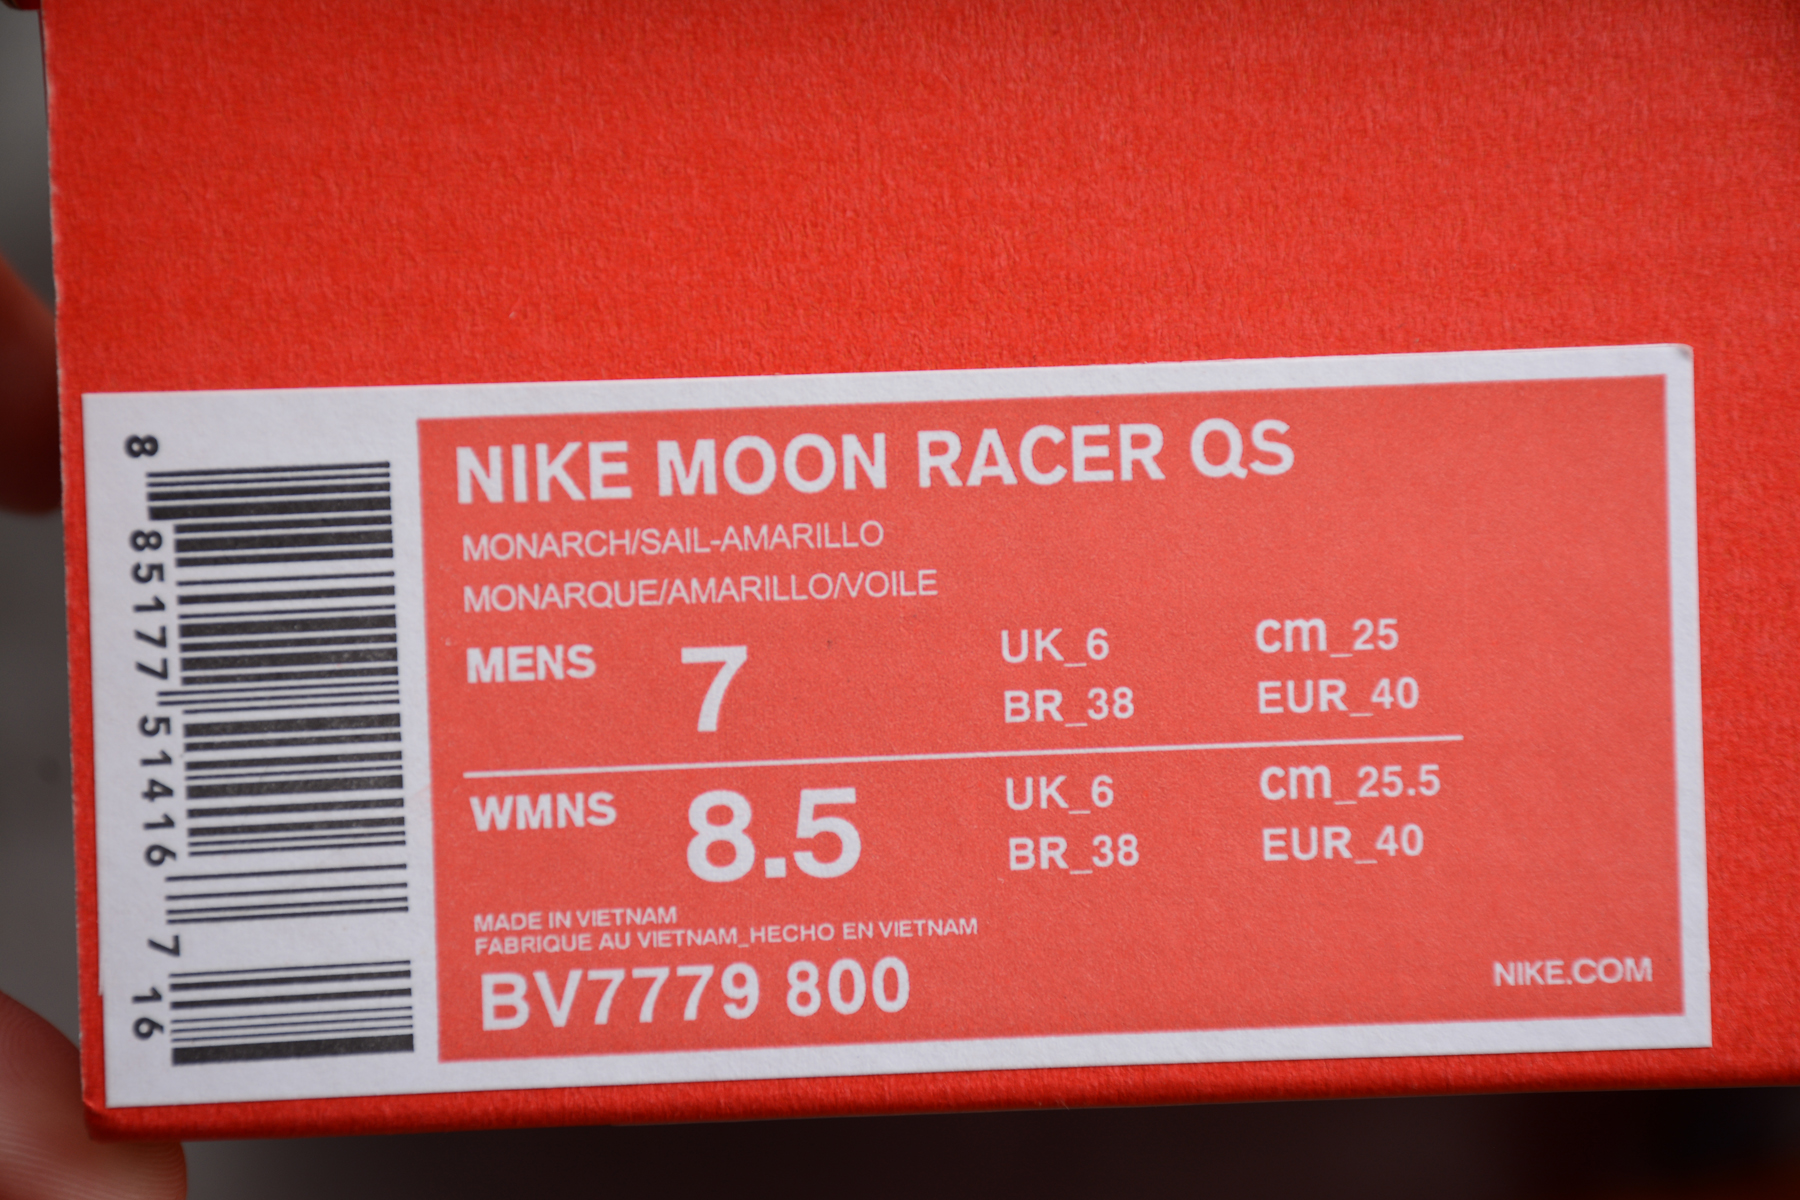 NIKE MOON RACER QS
MONARCH/SAIL-AMARILLO
MONARQUE/AMARILLO/VOILE
MENS 7 UK_6 cm_25
BR_38 EUR_40
WMNS 8.5 UK_6 cm_25.5
BR_38 EUR_40
MADE IN VIETNAM
FABRIQUE AU VIETNAM_HECHO EN VIETNAM
BV7779 800
NIKE.COM
8 85177 51416 7 16